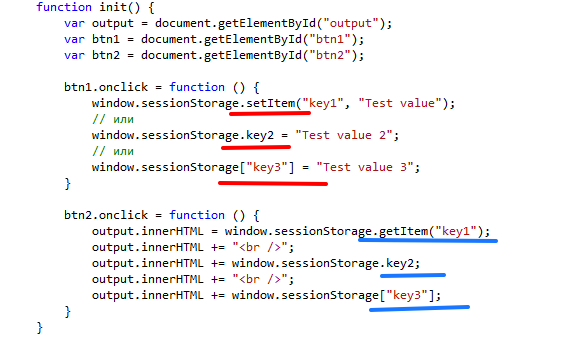 function init() {
    var output = document.getElementById("output");
    var btn1 = document.getElementById("btn1");
    var btn2 = document.getElementById("btn2");
    btn1.onclick = function () {
        window.sessionStorage.setItem("key1", "Test value");
        // или
        window.sessionStorage.key2 = "Test value 2";
        // или
        window.sessionStorage["key3"] = "Test value 3";
    }
    btn2.onclick = function () {
        output.innerHTML = window.sessionStorage.getItem("key1");
        output.innerHTML += "<br />";
        output.innerHTML += window.sessionStorage.key2;
        output.innerHTML += "<br />";
        output.innerHTML += window.sessionStorage["key3"];
    }
}